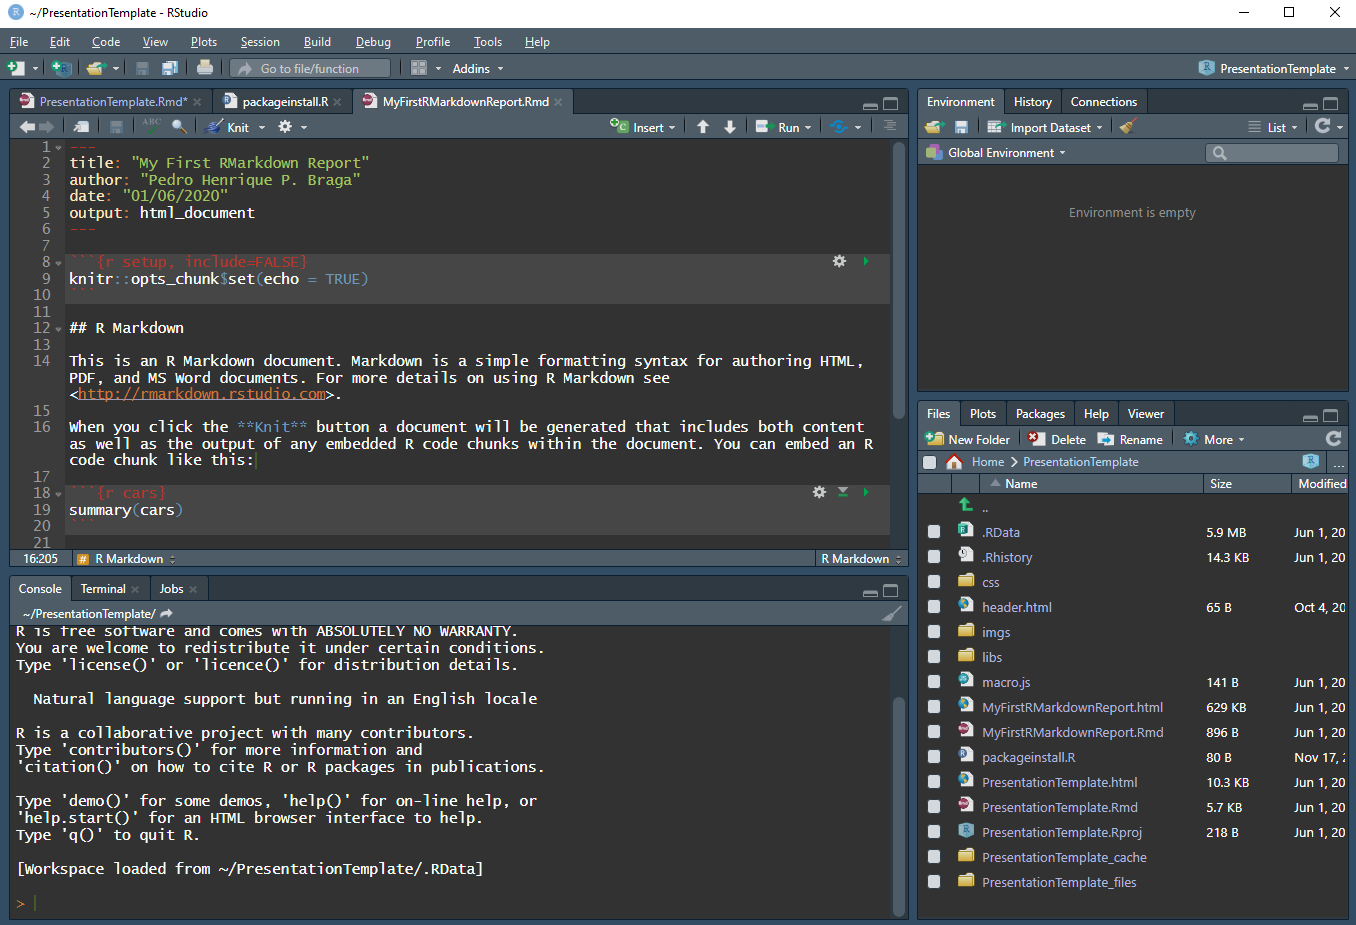 ~/PresentationTemplate - RStudio
File Edit Code View Plots Session Build Debug Profile Tools Help
Go to file/function Addins PresentationTemplate
PresentationTemplate.Rmd* packageinstall.R MyFirstRMarkdownReport.Rmd
ABC Knit Insert Run
1 ---
2 title: "My First RMarkdown Report"
3 author: "Pedro Henrique P. Braga"
4 date: "01/06/2020"
5 output: html_document
6 ---
7
8 ```{r setup, include=FALSE}
9 knitr::opts_chunk$set(echo = TRUE)
10 ```
11
12 ## R Markdown
13
14 This is an R Markdown document. Markdown is a simple formatting syntax for authoring HTML,
PDF, and MS Word documents. For more details on using R Markdown see
<http://rmarkdown.rstudio.com>.
15
16 When you click the **Knit** button a document will be generated that includes both content
as well as the output of any embedded R code chunks within the document. You can embed an R
code chunk like this:
17
18 ```{r cars}
19 summary(cars)
20 ```
21
16:205 # R Markdown R Markdown
Console Terminal Jobs
~/PresentationTemplate/
R is free software and comes with ABSOLUTELY NO WARRANTY.
You are welcome to redistribute it under certain conditions.
Type 'license()' or 'licence()' for distribution details.
Natural language support but running in an English locale
R is a collaborative project with many contributors.
Type 'contributors()' for more information and
'citation()' on how to cite R or R packages in publications.
Type 'demo()' for some demos, 'help()' for on-line help, or
'help.start()' for an HTML browser interface to help.
Type 'q()' to quit R.
[Workspace loaded from ~/PresentationTemplate/.RData]
>
Environment History Connections
Import Dataset List
Global Environment
Environment is empty
Files Plots Packages Help Viewer
New Folder Delete Rename More
Home PresentationTemplate ...
Name Size Modified
..
.RData 5.9 MB Jun 1, 20
.Rhistory 14.3 KB Jun 1, 20
css
header.html 65 B Oct 4, 20
imgs
libs
macro.js 141 B Jun 1, 20
MyFirstRMarkdownReport.html 629 KB Jun 1, 20
MyFirstRMarkdownReport.Rmd 896 B Jun 1, 20
packageinstall.R 80 B Nov 17, 2
PresentationTemplate.html 10.3 KB Jun 1, 20
PresentationTemplate.Rmd 5.7 KB Jun 1, 20
PresentationTemplate.Rproj 218 B Jun 1, 20
PresentationTemplate_cache
PresentationTemplate_files